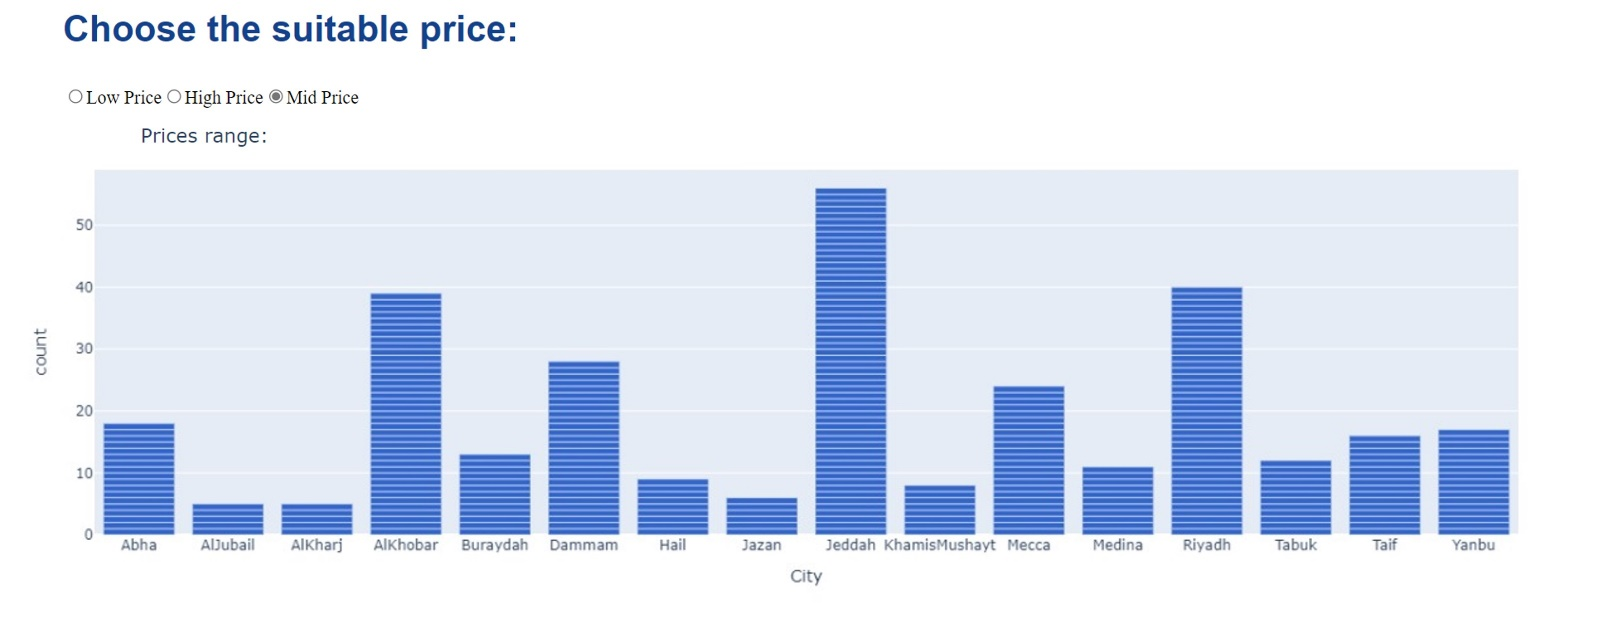 Choose the suitable price:
Low Price High Price Mid Price
Prices range:
50
40
30
20
10
0
count
Abha AlJubail AlKharj AlKhobar Buraydah Dammam Hail Jazan Jeddah KhamisMushayt Mecca Medina Riyadh Tabuk Taif Yanbu
City